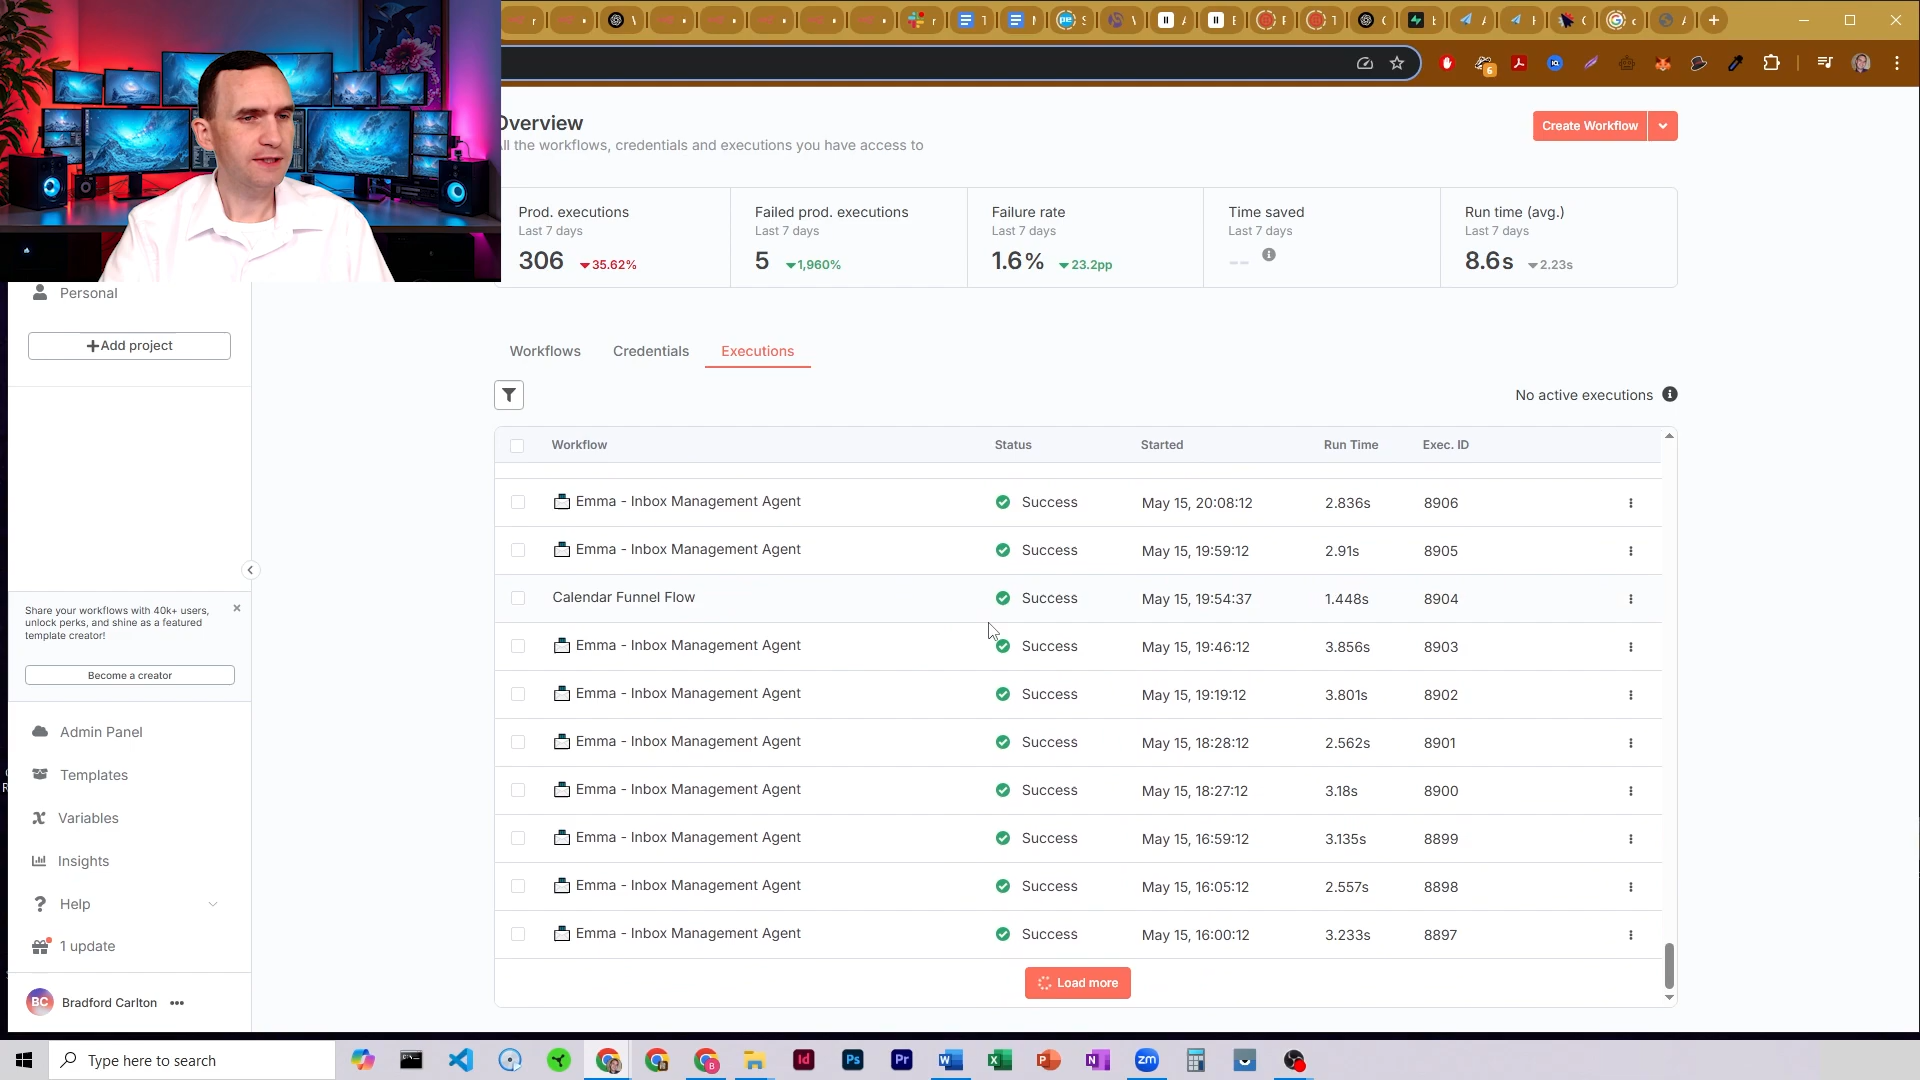 6
Overview
All the workflows, credentials and executions you have access to
Create Workflow
Prod. executions
Last 7 days
306
35.62%
Failed prod. executions
Last 7 days
5
1,960%
Failure rate
Last 7 days
1.6%
23.2pp
Time saved
Last 7 days
--
Run time (avg.)
Last 7 days
8.6s
2.23s
Personal
Add project
Workflows
Credentials
Executions
No active executions
Workflow Status Started Run Time Exec. ID
Emma - Inbox Management Agent Success May 15, 20:08:12 2.836s 8906
Emma - Inbox Management Agent Success May 15, 19:59:12 2.91s 8905
Calendar Funnel Flow Success May 15, 19:54:37 1.448s 8904
Emma - Inbox Management Agent Success May 15, 19:46:12 3.856s 8903
Emma - Inbox Management Agent Success May 15, 19:19:12 3.801s 8902
Emma - Inbox Management Agent Success May 15, 18:28:12 2.562s 8901
Emma - Inbox Management Agent Success May 15, 18:27:12 3.18s 8900
Emma - Inbox Management Agent Success May 15, 16:59:12 3.135s 8899
Emma - Inbox Management Agent Success May 15, 16:05:12 2.557s 8898
Emma - Inbox Management Agent Success May 15, 16:00:12 3.233s 8897
Load more
Share your workflows with 40k+ users,
unlock perks, and shine as a featured
template creator!
Become a creator
Admin Panel
Templates
Variables
Insights
Help
1 update
BC Bradford Carlton
Type here to search
Id
Ps
Pr
zm